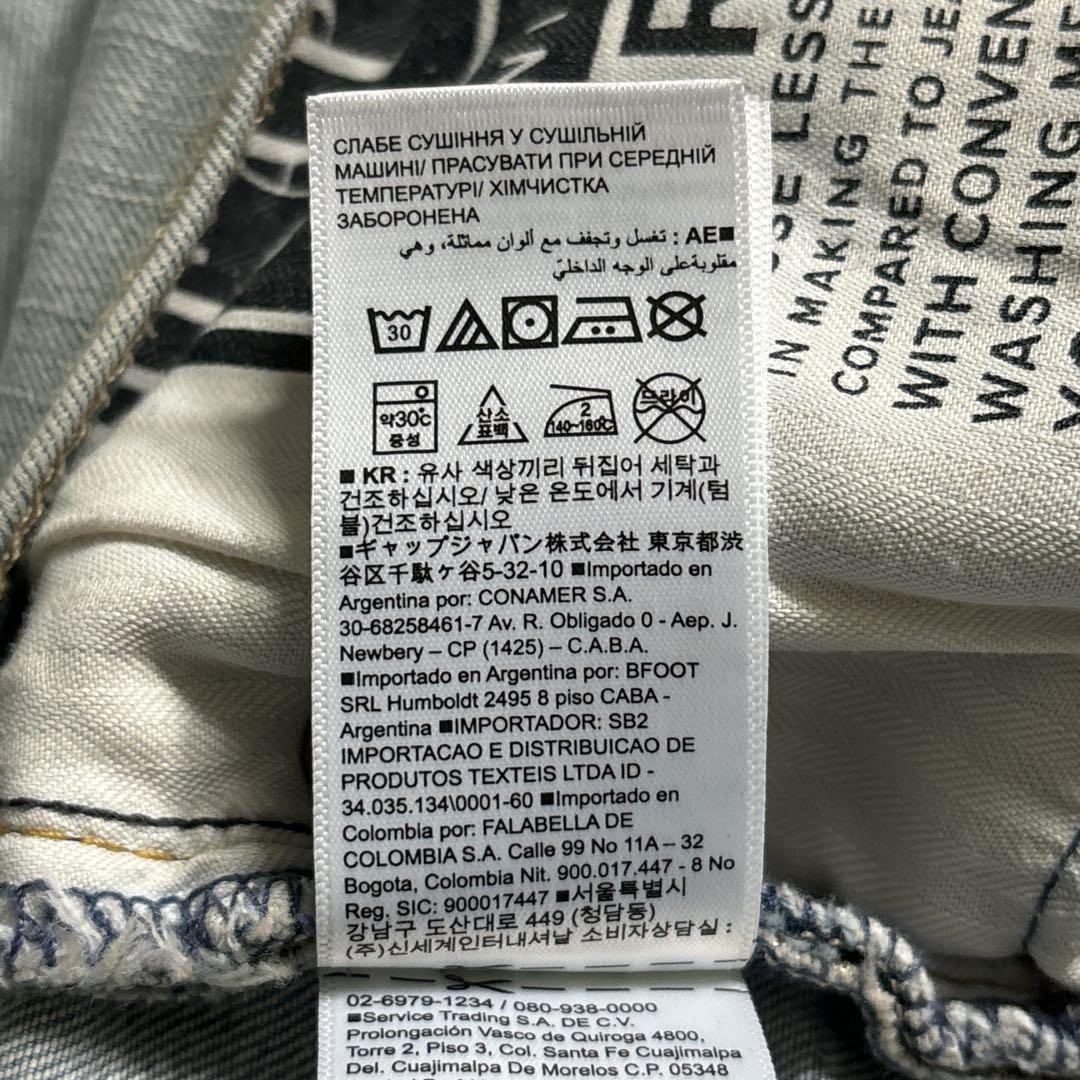 СЛАБЕ СУШІННЯ У СУШІЛЬНІЙ
МАШИНІ/ ПРАСУВАТИ ПРИ СЕРЕДНІЙ
ТЕМПЕРАТУРІ/ ХІМЧИСТКА
ЗАБОРОНЕНА
■AE : تغسل وتجفف مع ألوان مماثلة، وهي
مقلوبة على الوجه الداخليّ
30
약30℃
중성
산소
표백
2
140~160℃
드라이
■ KR : 유사 색상끼리 뒤집어 세탁과
건조하십시오/ 낮은 온도에서 기계(텀
블)건조하십시오
■ギャップジャパン株式会社 東京都渋
谷区千駄ヶ谷5-32-10 ■Importado en
Argentina por: CONAMER S.A.
30-68258461-7 Av. R. Obligado 0 - Aep. J.
Newbery – CP (1425) – C.A.B.A.
■Importado en Argentina por: BFOOT
SRL Humboldt 2495 8 piso CABA -
Argentina ■IMPORTADOR: SB2
IMPORTACAO E DISTRIBUICAO DE
PRODUTOS TEXTEIS LTDA ID -
34.035.134\0001-60 ■Importado en
Colombia por: FALABELLA DE
COLOMBIA S.A. Calle 99 No 11A – 32
Bogota, Colombia Nit. 900.017.447 - 8 No
Reg. SIC: 900017447 ■서울특별시
강남구 도산대로 449 (청담동)
(주)신세계인터내셔날 소비자상담실 :
02-6979-1234 / 080-938-0000
■Service Trading S.A. DE C.V.
Prolongación Vasco de Quiroga 4800,
Torre 2, Piso 3, Col. Santa Fe Cuajimalpa
Del. Cuajimalpa De Morelos C.P. 05348
R
LESS
IN MAKING THE
COMPARED TO
WITH
WASHING